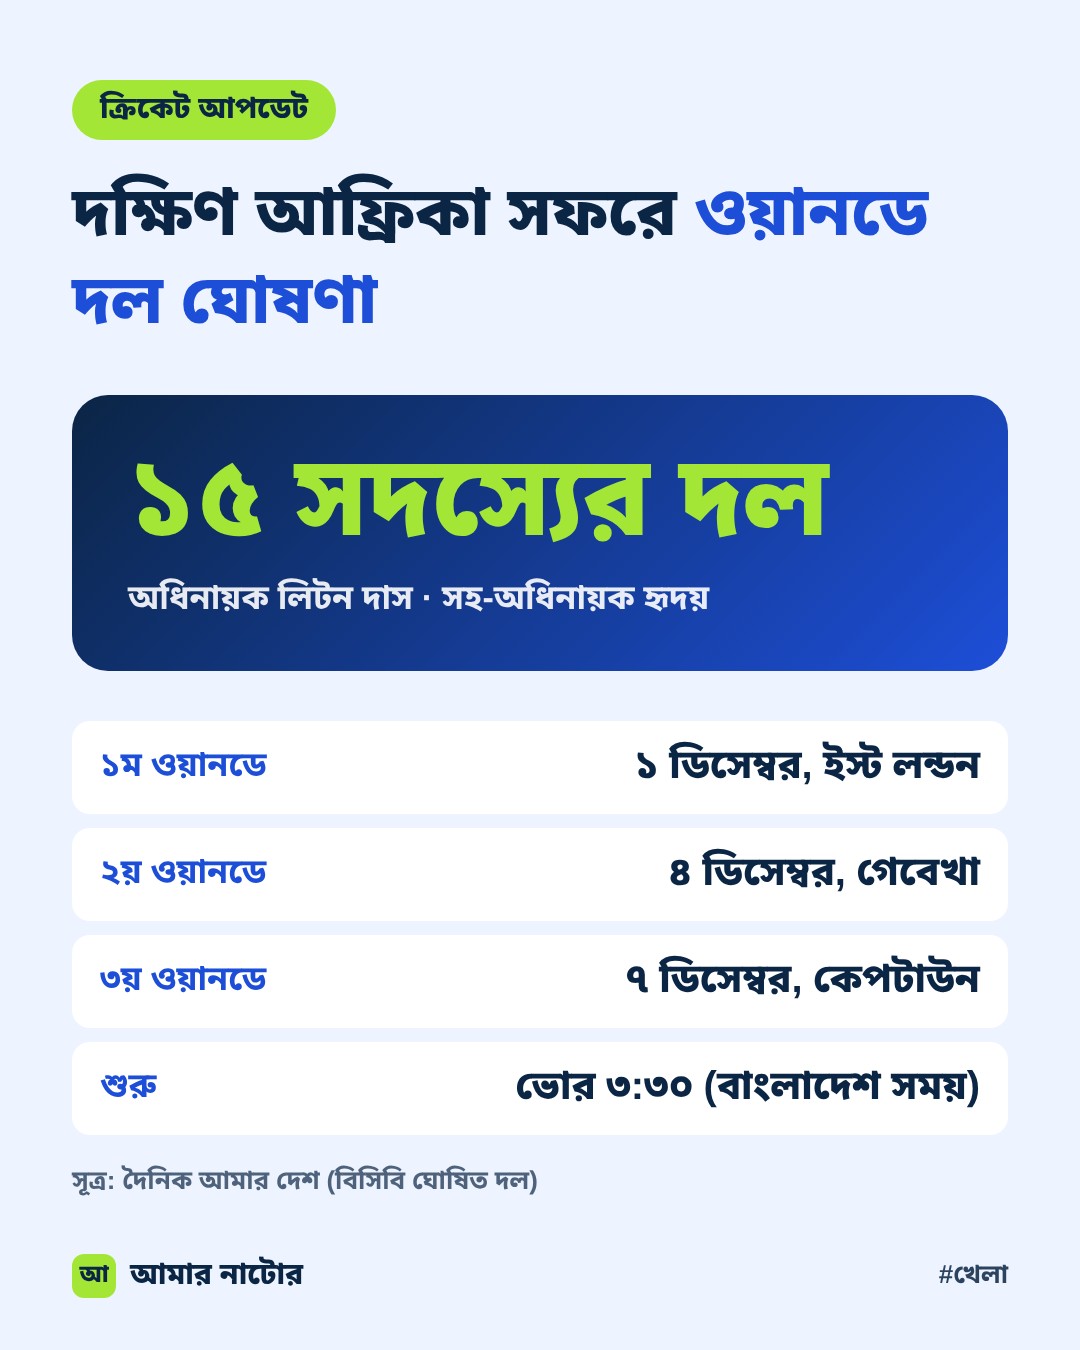 ক্রিকেট আপডেট
দক্ষিণ আফ্রিকা সফরে ওয়ানডে
দল ঘোষণা
১৫ সদস্যের দল
অধিনায়ক লিটন দাস · সহ-অধিনায়ক হৃদয়
১ম ওয়ানডে ১ ডিসেম্বর, ইস্ট লন্ডন
২য় ওয়ানডে ৪ ডিসেম্বর, গেবেখা
৩য় ওয়ানডে ৭ ডিসেম্বর, কেপটাউন
শুরু ভোর ৩:৩০ (বাংলাদেশ সময়)
সূত্র: দৈনিক আমার দেশ (বিসিবি ঘোষিত দল)
আ আমার নাটোর #খেলা